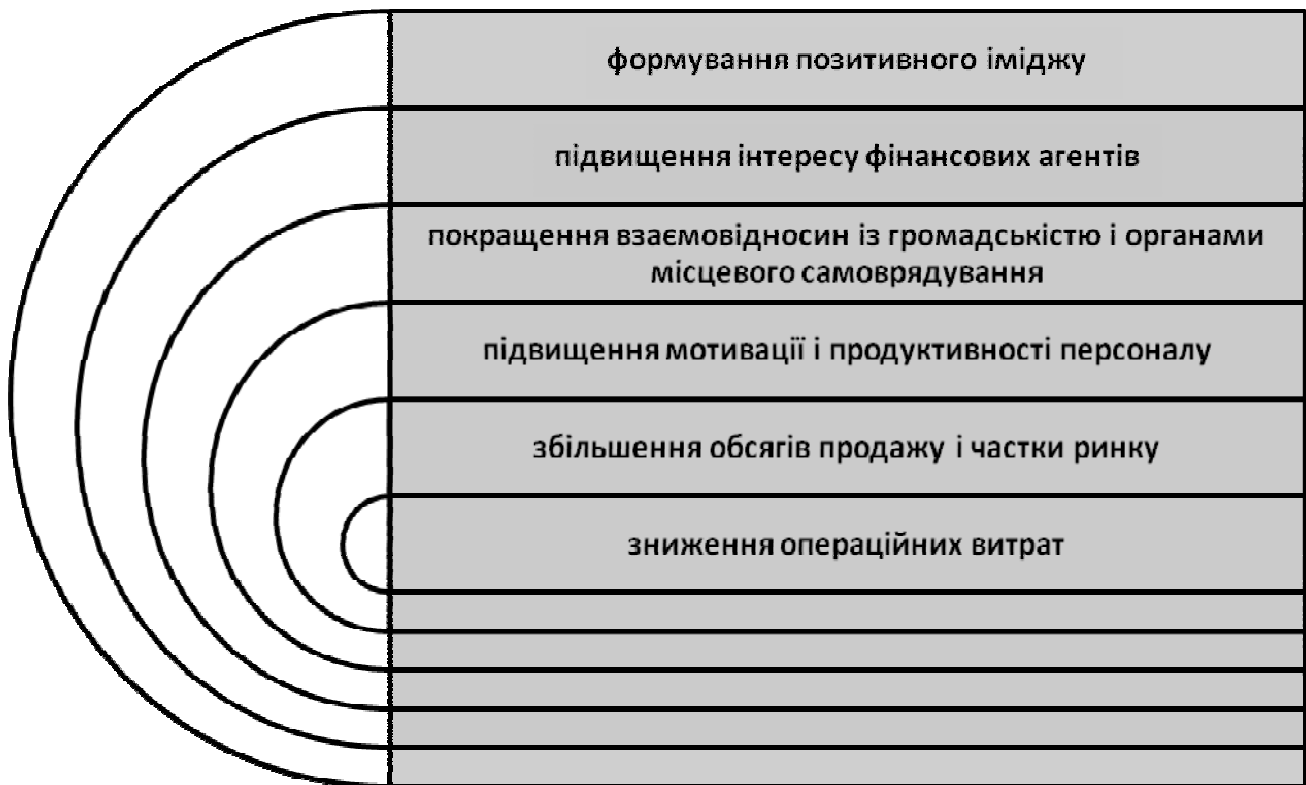 формування позитивного іміджу
підвищення інтересу фінансових агентів
покращення взаємовідносин із громадськістю і органами
місцевого самоврядування
підвищення мотивації і продуктивності персоналу
збільшення обсягів продажу і частки ринку
зниження операційних витрат